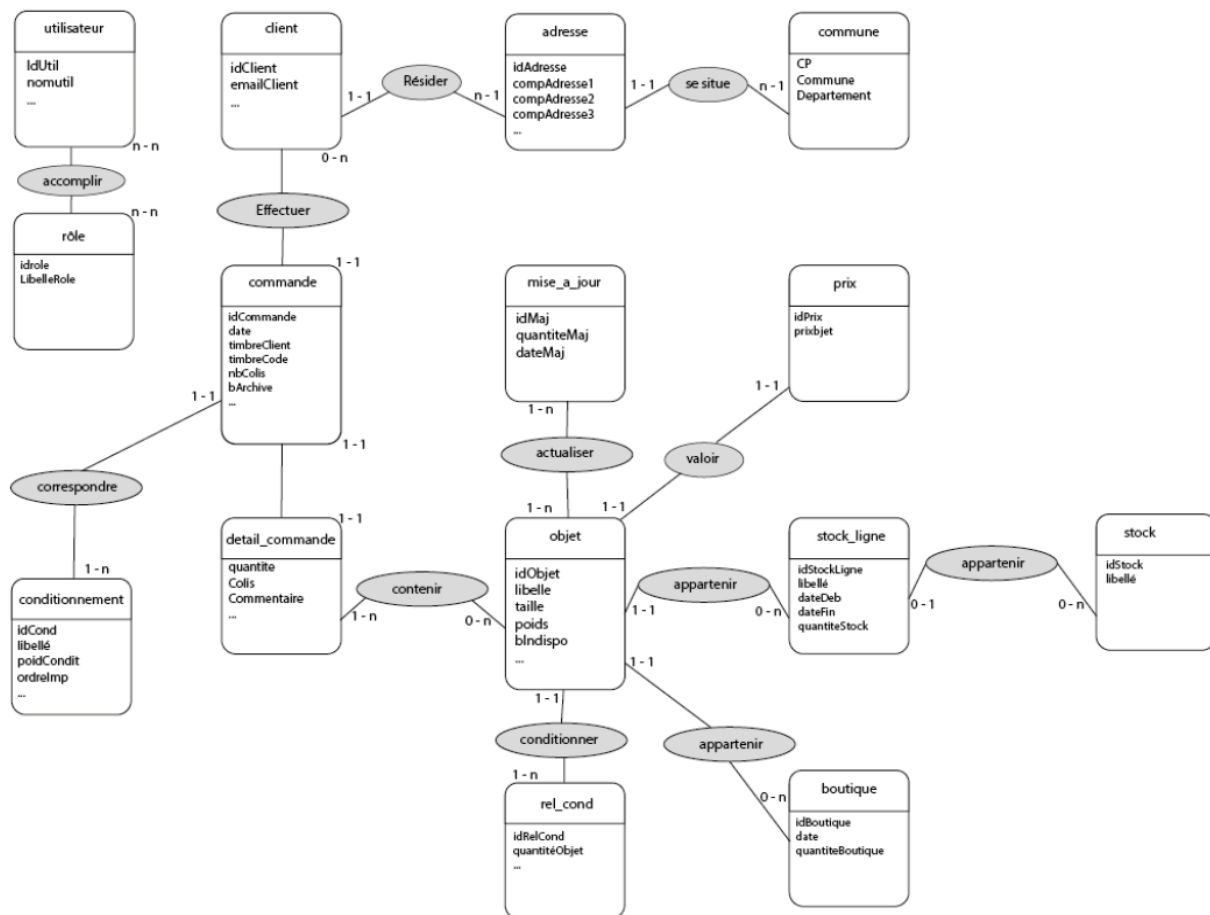 utilisateur
IdUtil
nomutil
...
n - n
accomplir
n - n
rôle
idrole
LibelleRole
client
idClient
emailClient
...
1 - 1
Résider
n - 1
adresse
idAdresse
compAdresse1
compAdresse2
compAdresse3
...
1 - 1
se situe
n - 1
commune
CP
Commune
Departement
0 - n
Effectuer
1 - 1
commande
idCommande
date
timbreClient
timbreCode
nbColis
bArchive
...
1 - 1
correspondre
1 - n
conditionnement
idCond
libellé
poidCondit
ordreImp
...
1 - 1
1 - 1
detail_commande
quantite
Colis
Commentaire
...
1 - n
contenir
0 - n
mise_a_jour
idMaj
quantiteMaj
dateMaj
1 - n
actualiser
1 - n
prix
idPrix
prixbjet
1 - 1
valoir
1 - 1
objet
idObjet
libelle
taille
poids
bIndispo
...
1 - 1
appartenir
0 - n
stock_ligne
idStockLigne
libellé
dateDeb
dateFin
quantiteStock
0 - 1
appartenir
0 - n
stock
idStock
libellé
1 - 1
conditionner
1 - n
rel_cond
idRelCond
quantitéObjet
...
1 - 1
appartenir
0 - n
boutique
idBoutique
date
quantiteBoutique